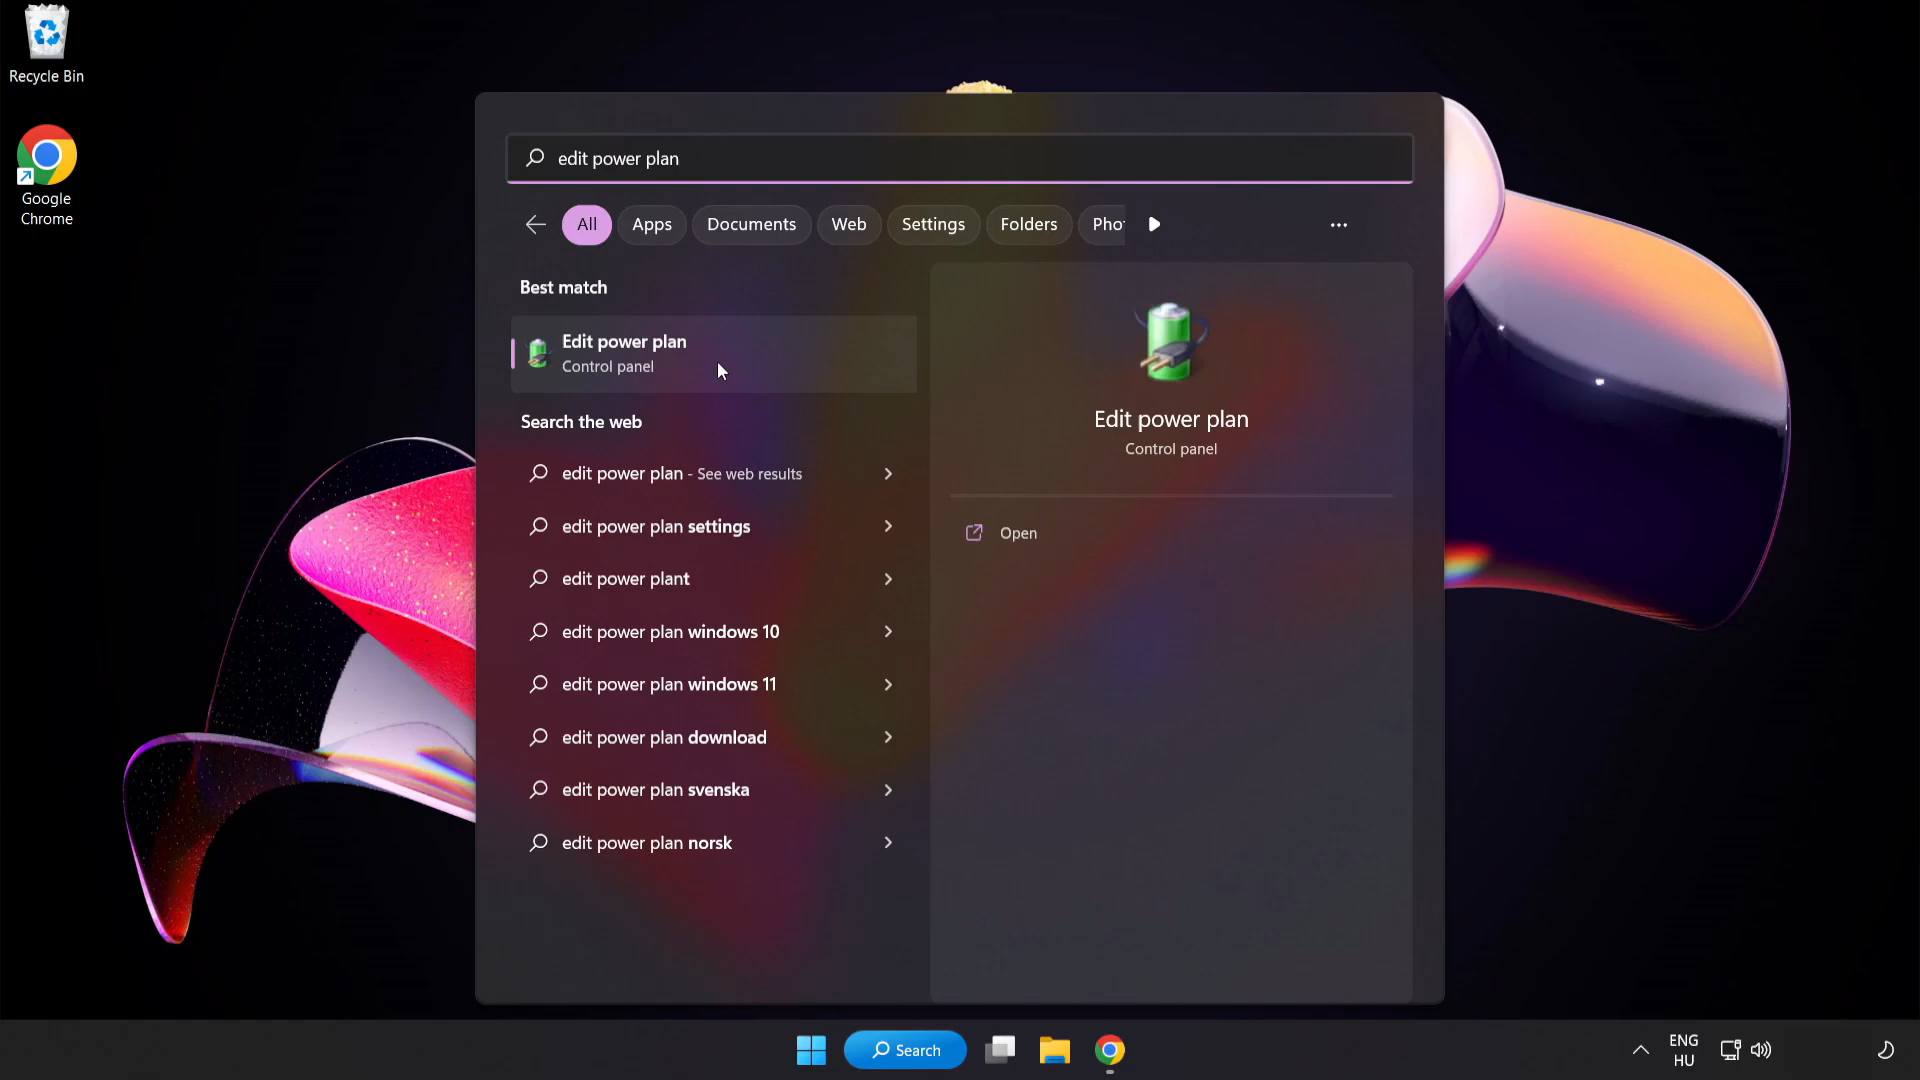 Recycle Bin
Google
Chrome
edit power plan
All Apps Documents Web Settings Folders Pho
Best match
Edit power plan
Control panel
Search the web
edit power plan - See web results
edit power plan settings
edit power plant
edit power plan windows 10
edit power plan windows 11
edit power plan download
edit power plan svenska
edit power plan norsk
Edit power plan
Control panel
Open
Search
ENG
HU